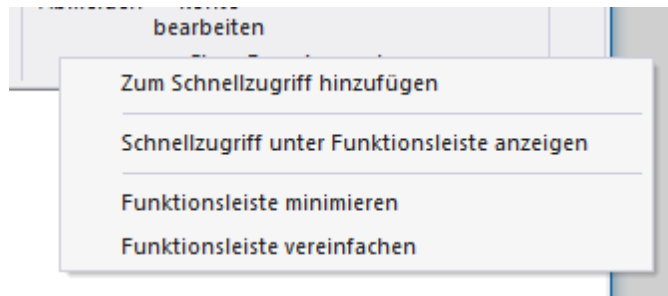 bearbeiten
Zum Schnellzugriff hinzufügen
Schnellzugriff unter Funktionsleiste anzeigen
Funktionsleiste minimieren
Funktionsleiste vereinfachen